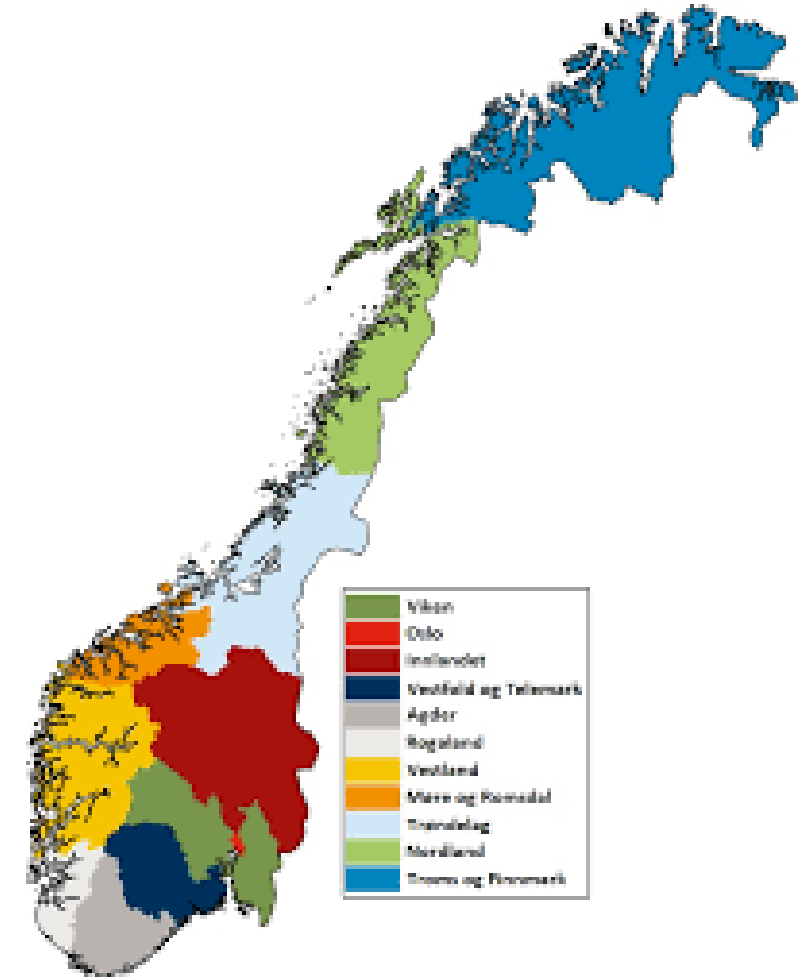 Viken
Oslo
Innlandet
Vestfold og Telemark
Agder
Rogaland
Vestland
Møre og Romsdal
Trøndelag
Nordland
Troms og Finnmark